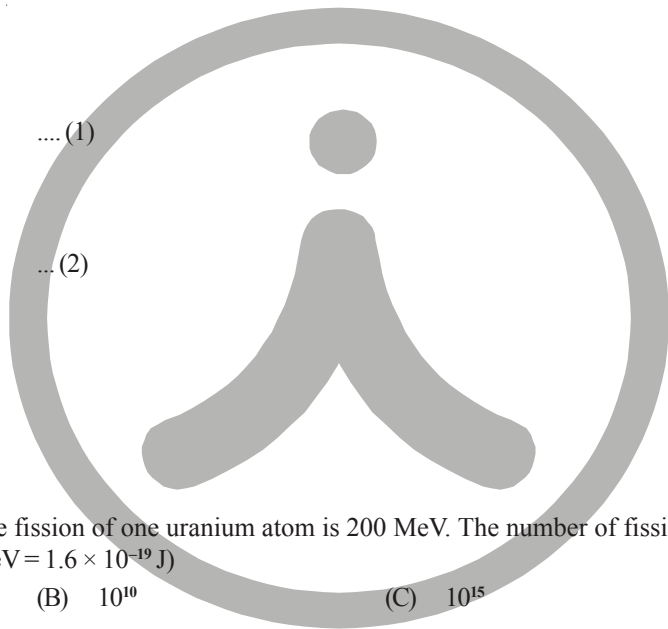 .... (1)
... (2)
e fission of one uranium atom is 200 MeV. The number of fissi
eV = 1.6 × 10⁻¹⁹ J)
(B) 10¹⁰ (C) 10¹⁵